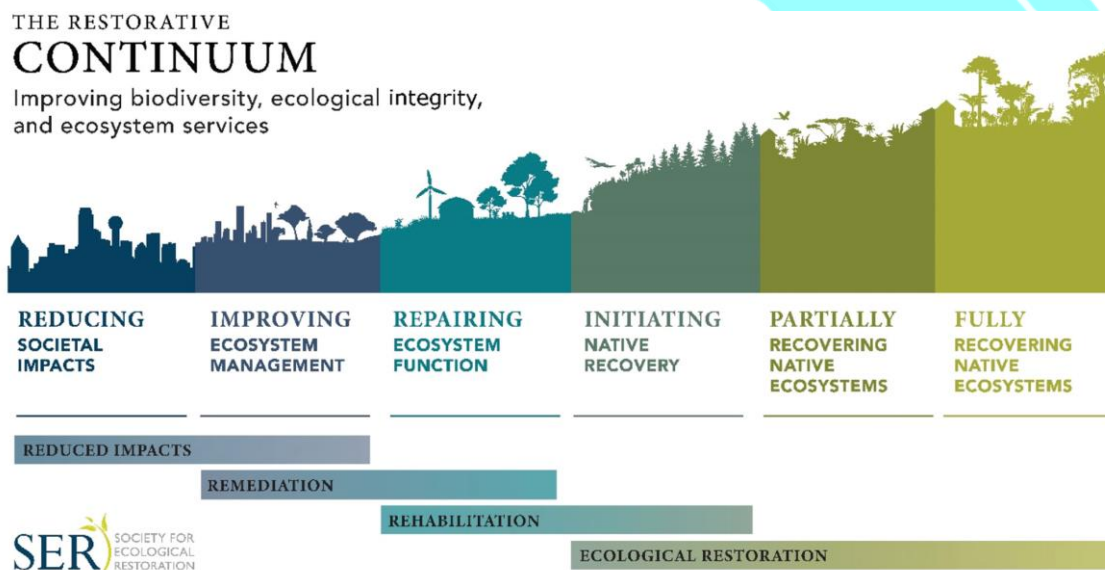 THE RESTORATIVE
CONTINUUM
Improving biodiversity, ecological integrity,
and ecosystem services
REDUCING
SOCIETAL
IMPACTS
IMPROVING
ECOSYSTEM
MANAGEMENT
REPAIRING
ECOSYSTEM
FUNCTION
INITIATING
NATIVE
RECOVERY
PARTIALLY
RECOVERING
NATIVE
ECOSYSTEMS
FULLY
RECOVERING
NATIVE
ECOSYSTEMS
REDUCED IMPACTS
REMEDIATION
REHABILITATION
ECOLOGICAL RESTORATION
SER
SOCIETY FOR
ECOLOGICAL
RESTORATION